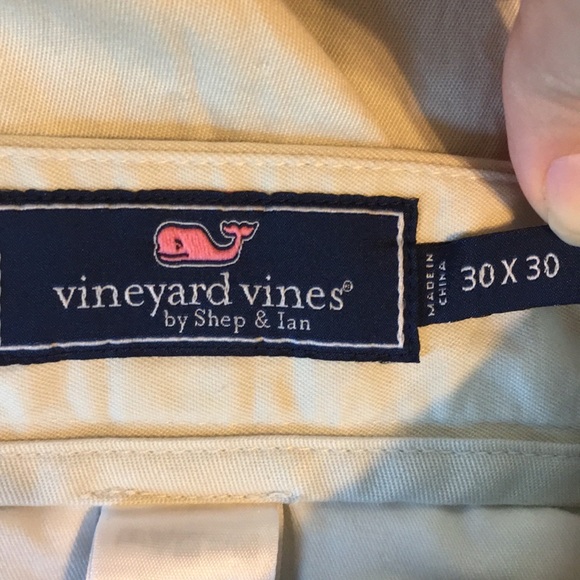 vineyard vines®
by Shep & Ian
MADE IN
CHINA
30 X 30